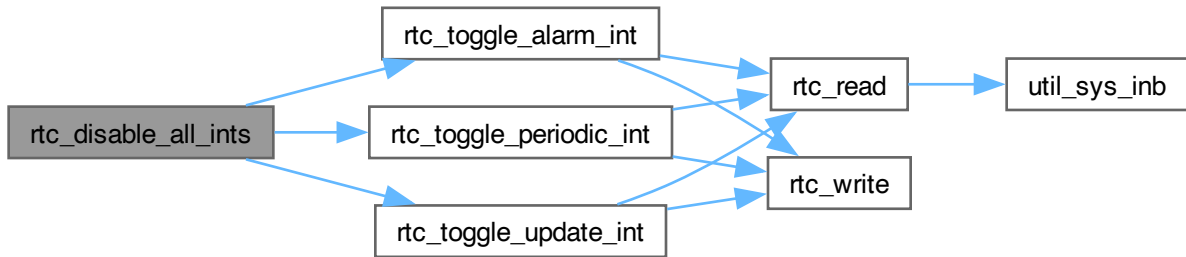 rtc_disable_all_ints
rtc_toggle_alarm_int
rtc_toggle_periodic_int
rtc_toggle_update_int
rtc_read
rtc_write
util_sys_inb